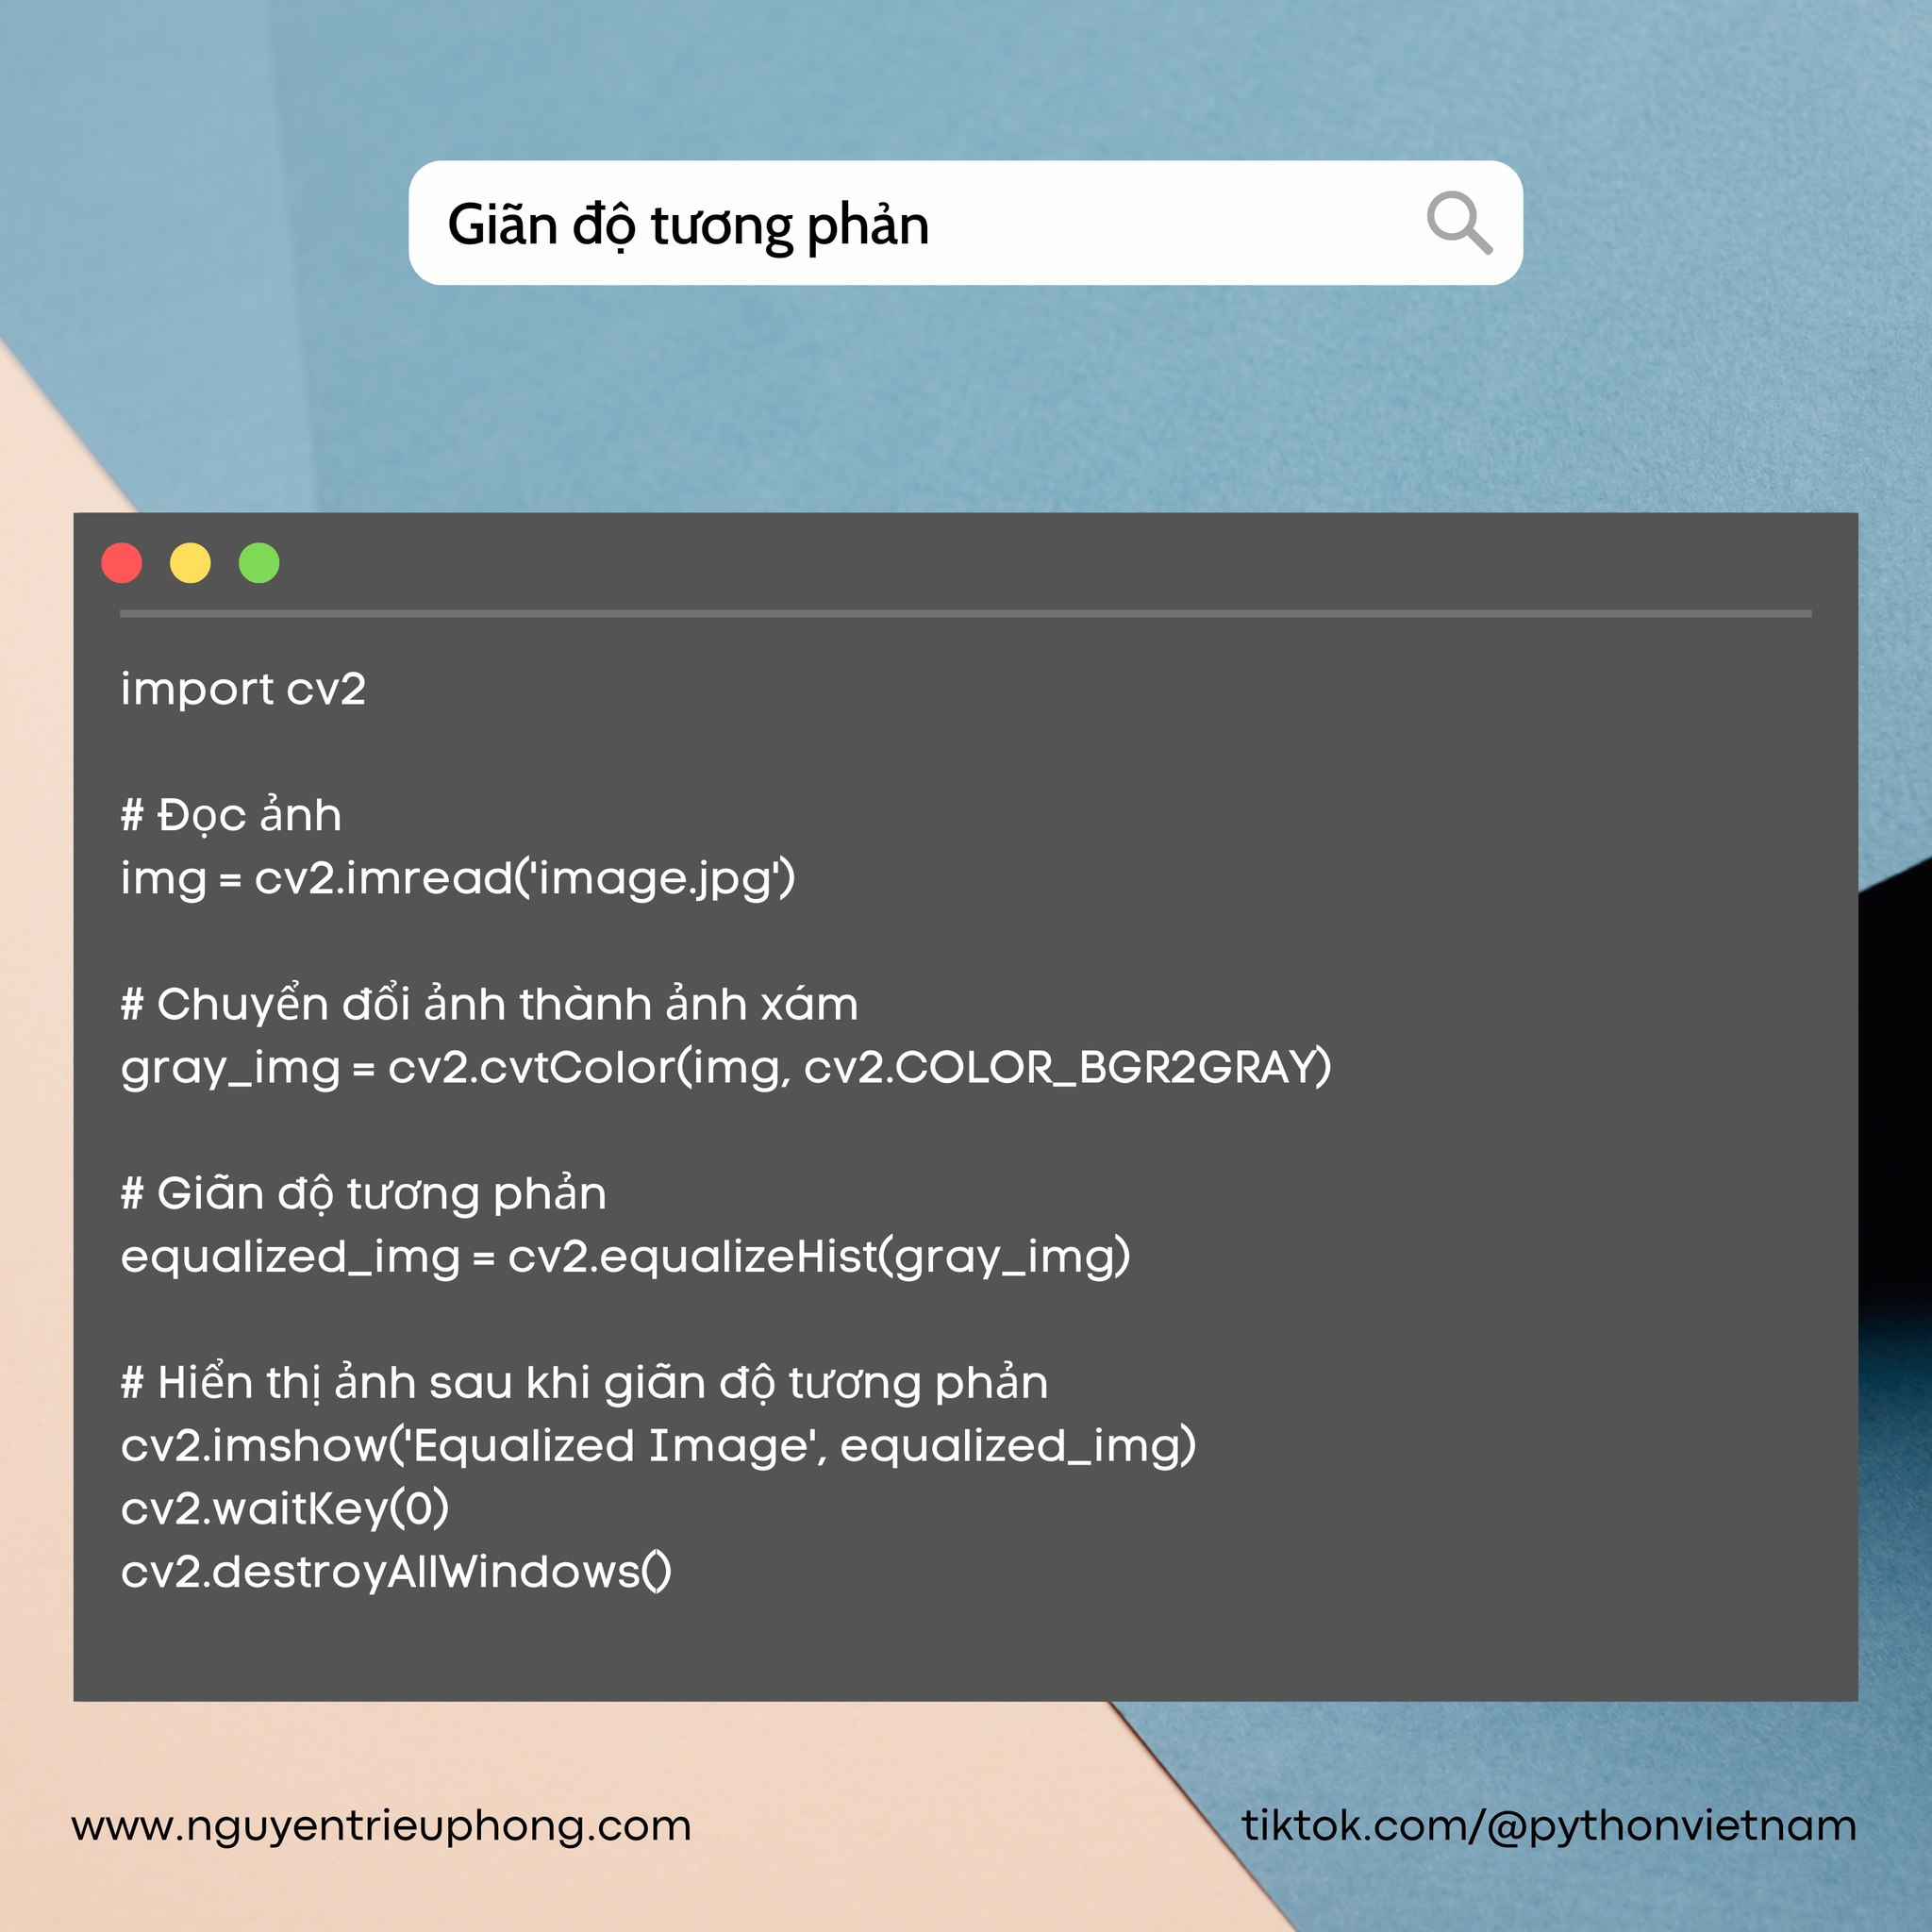 Giãn độ tương phản
import cv2
# Đọc ảnh
img = cv2.imread('image.jpg')
# Chuyển đổi ảnh thành ảnh xám
gray_img = cv2.cvtColor(img, cv2.COLOR_BGR2GRAY)
# Giãn độ tương phản
equalized_img = cv2.equalizeHist(gray_img)
# Hiển thị ảnh sau khi giãn độ tương phản
cv2.imshow('Equalized Image', equalized_img)
cv2.waitKey(0)
cv2.destroyAllWindows()
www.nguyentrieuphong.com
tiktok.com/@pythonvietnam